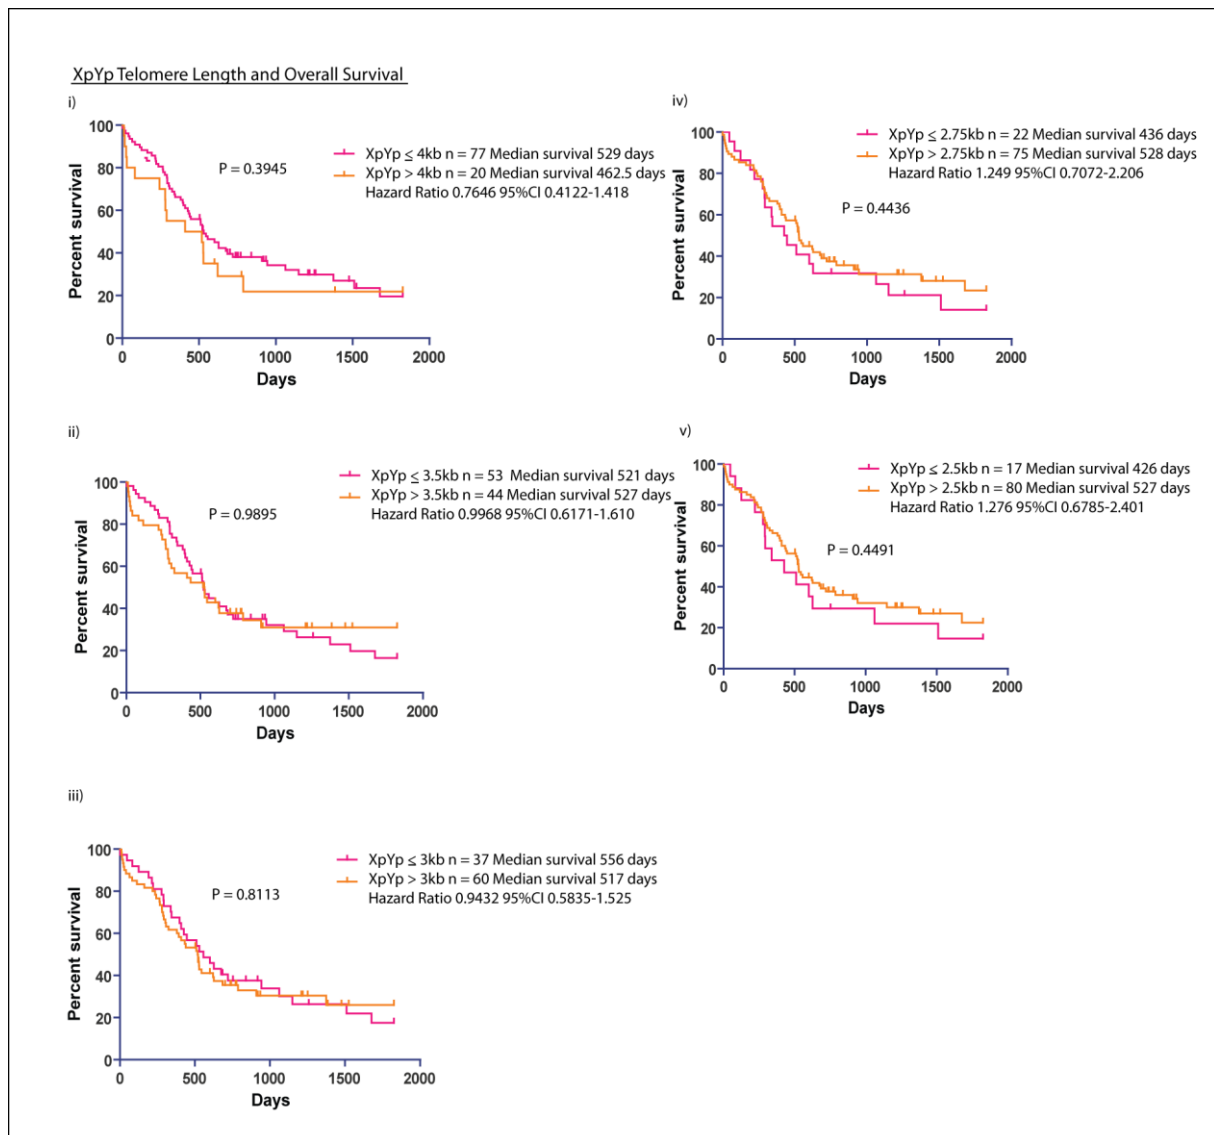 XpYp Telomere Length and Overall Survival
i)
100
80
60
40
20
0
0 500 1000 1500 2000
Percent survival
Days
P = 0.3945
XpYp ≤ 4kb n = 77 Median survival 529 days
XpYp > 4kb n = 20 Median survival 462.5 days
Hazard Ratio 0.7646 95%CI 0.4122-1.418
ii)
100
80
60
40
20
0
0 500 1000 1500 2000
Percent survival
Days
P = 0.9895
XpYp ≤ 3.5kb n = 53 Median survival 521 days
XpYp > 3.5kb n = 44 Median survival 527 days
Hazard Ratio 0.9968 95%CI 0.6171-1.610
iii)
100
80
60
40
20
0
0 500 1000 1500 2000
Percent survival
Days
P = 0.8113
XpYp ≤ 3kb n = 37 Median survival 556 days
XpYp > 3kb n = 60 Median survival 517 days
Hazard Ratio 0.9432 95%CI 0.5835-1.525
iv)
100
80
60
40
20
0
0 500 1000 1500 2000
Percent survival
Days
P = 0.4436
XpYp ≤ 2.75kb n = 22 Median survival 436 days
XpYp > 2.75kb n = 75 Median survival 528 days
Hazard Ratio 1.249 95%CI 0.7072-2.206
v)
100
80
60
40
20
0
0 500 1000 1500 2000
Percent survival
Days
P = 0.4491
XpYp ≤ 2.5kb n = 17 Median survival 426 days
XpYp > 2.5kb n = 80 Median survival 527 days
Hazard Ratio 1.276 95%CI 0.6785-2.401